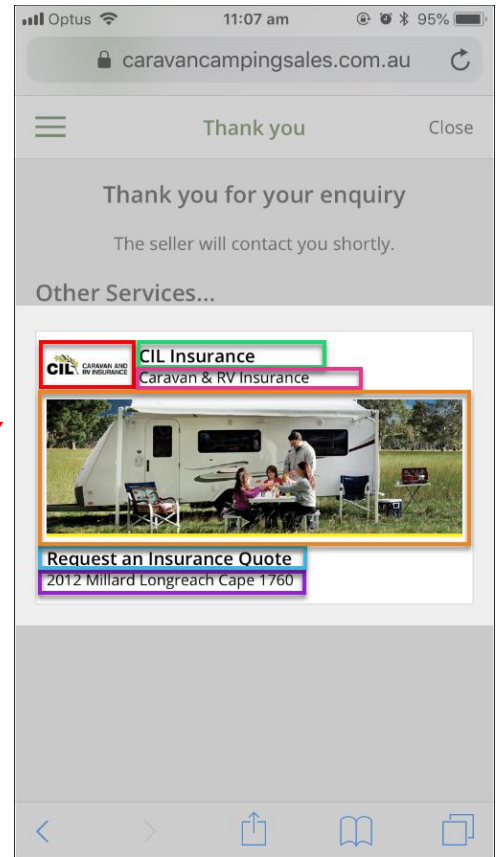 Optus 11:07 am 95%
caravancampingsales.com.au
Thank you Close
Thank you for your enquiry
The seller will contact you shortly.
Other Services...
CIL CARAVAN AND RV INSURANCE
CIL Insurance
Caravan & RV Insurance
Request an Insurance Quote
2012 Millard Longreach Cape 1760